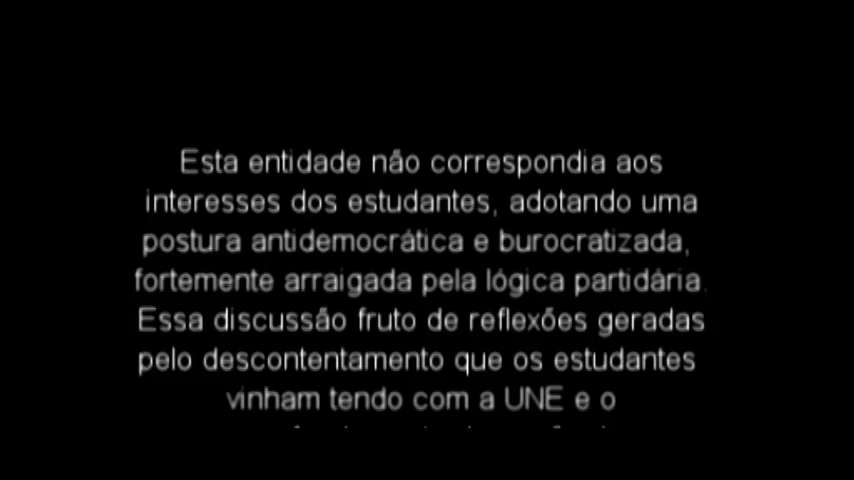 Esta entidade não correspondia aos
interesses dos estudantes, adotando uma
postura antidemocrática e burocratizada,
fortemente arraigada pela lógica partidária.
Essa discussão fruto de reflexões geradas
pelo descontentamento que os estudantes
vinham tendo com a UNE e o